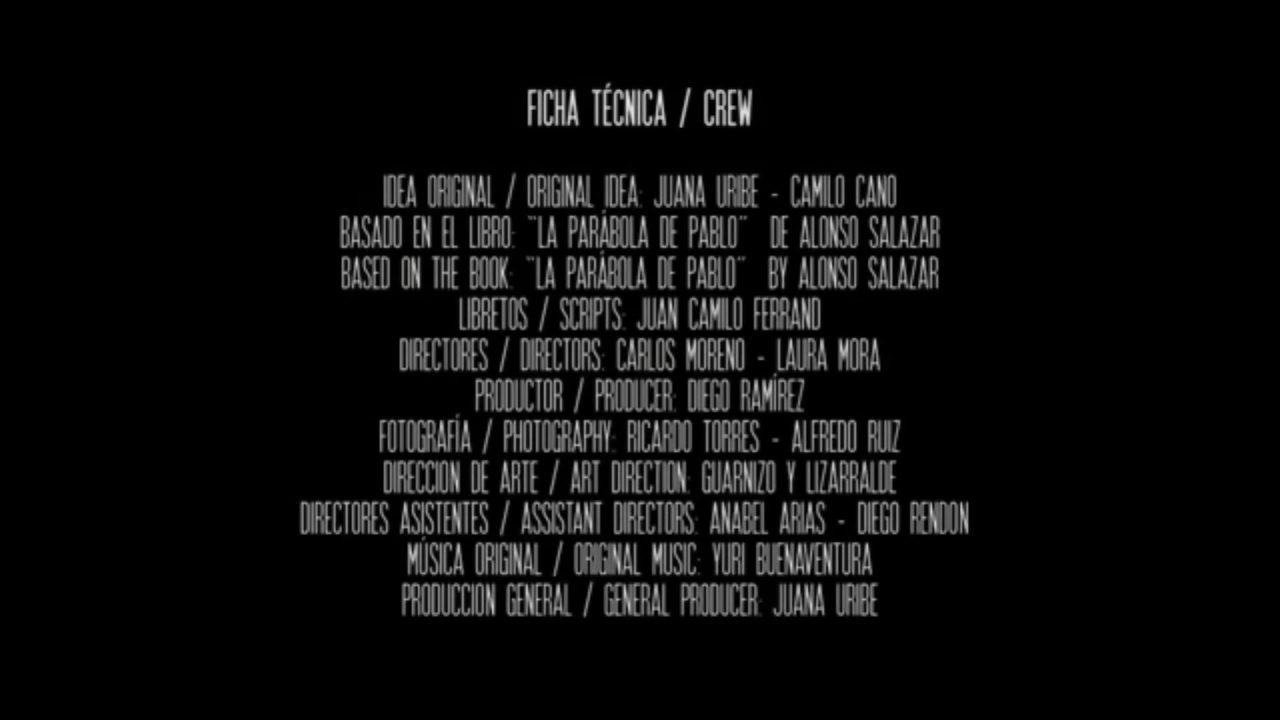 FICHA TÉCNICA / CREW
IDEA ORIGINAL / ORIGINAL IDEA: JUANA URIBE - CAMILO CANO
BASADO EN EL LIBRO: "LA PARÁBOLA DE PABLO" DE ALONSO SALAZAR
BASED ON THE BOOK: "LA PARÁBOLA DE PABLO" BY ALONSO SALAZAR
LIBRETOS / SCRIPTS: JUAN CAMILO FERRAND
DIRECTORES / DIRECTORS: CARLOS MORENO - LAURA MORA
PRODUCTOR / PRODUCER: DIEGO RAMÍREZ
FOTOGRAFÍA / PHOTOGRAPHY: RICARDO TORRES - ALFREDO RUIZ
DIRECCION DE ARTE / ART DIRECTION: GUARNIZO Y LIZARRALDE
DIRECTORES ASISTENTES / ASSISTANT DIRECTORS: ANABEL ARIAS - DIEGO RENDON
MÚSICA ORIGINAL / ORIGINAL MUSIC: YURI BUENAVENTURA
PRODUCCION GENERAL / GENERAL PRODUCER: JUANA URIBE